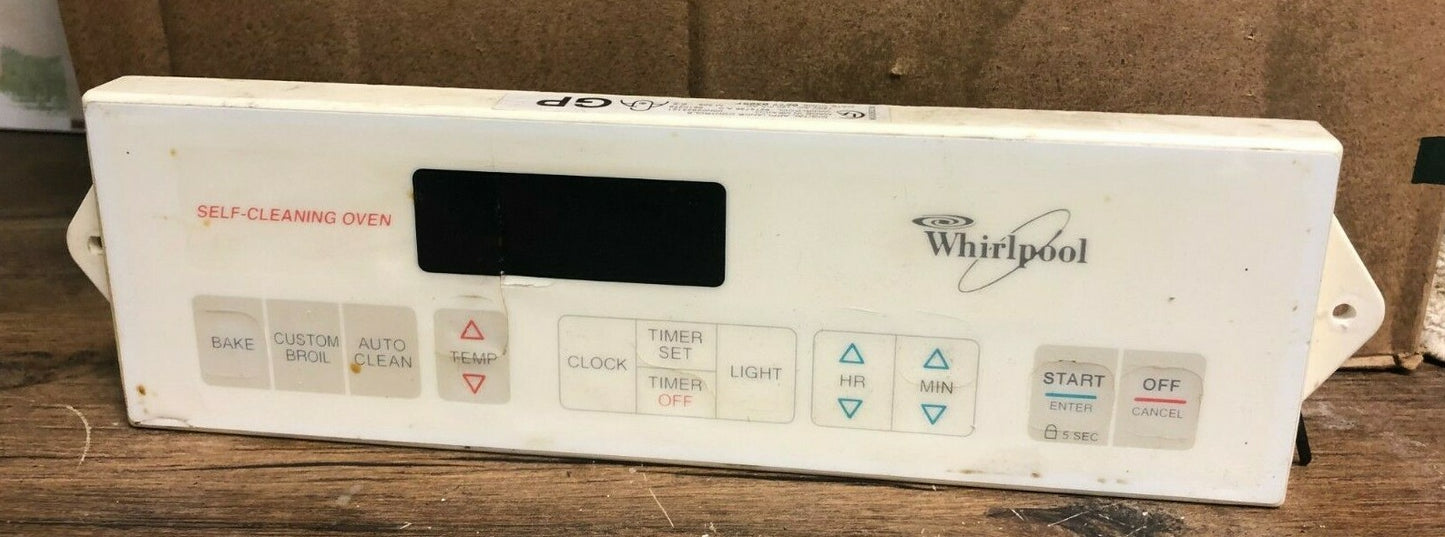 GP
SELF-CLEANING OVEN
Whirlpool
BAKE
CUSTOM
BROIL
AUTO
CLEAN
TEMP
CLOCK
TIMER
SET
TIMER
OFF
LIGHT
HR
MIN
START
ENTER
5 SEC
OFF
CANCEL